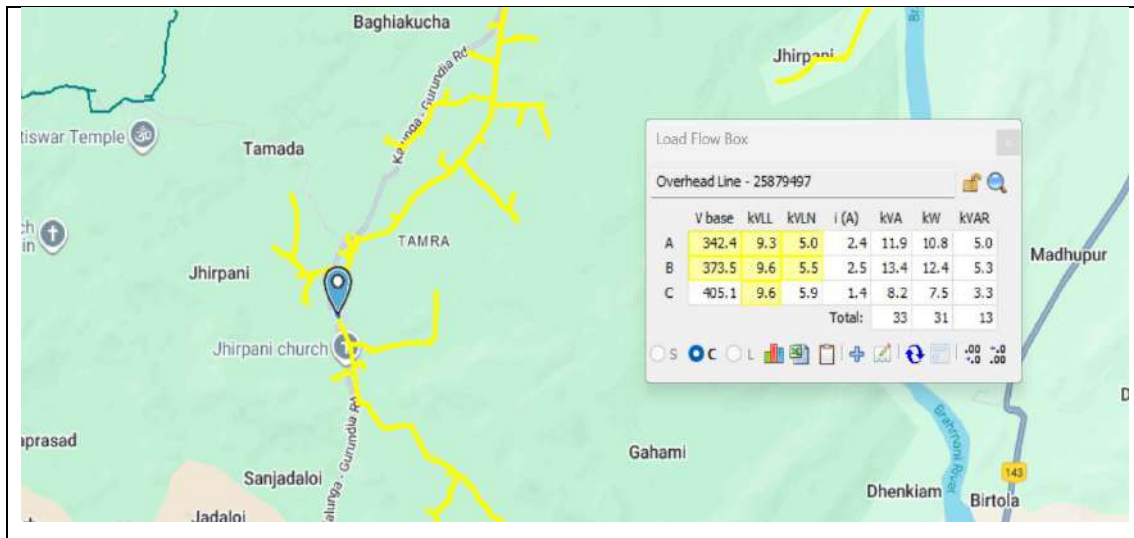 Baghiakucha
Jhirpani
Kalunga - Gurundia Rd
tiswar Temple
Tamada
TAMRA
Jhirpani
Jhirpani church
Gahami
Sanjadaloi
Jadaloi
aprasad
alunga - Gurundia Rd
Madhupur
Brahmani River
143
Dhenkiam
Birtola
Load Flow Box
Overhead Line - 25879497
V base kVLL kVLN i (A) kVA kW kVAR
A 342.4 9.3 5.0 2.4 11.9 10.8 5.0
B 373.5 9.6 5.5 2.5 13.4 12.4 5.3
C 405.1 9.6 5.9 1.4 8.2 7.5 3.3
Total: 33 31 13
S C L